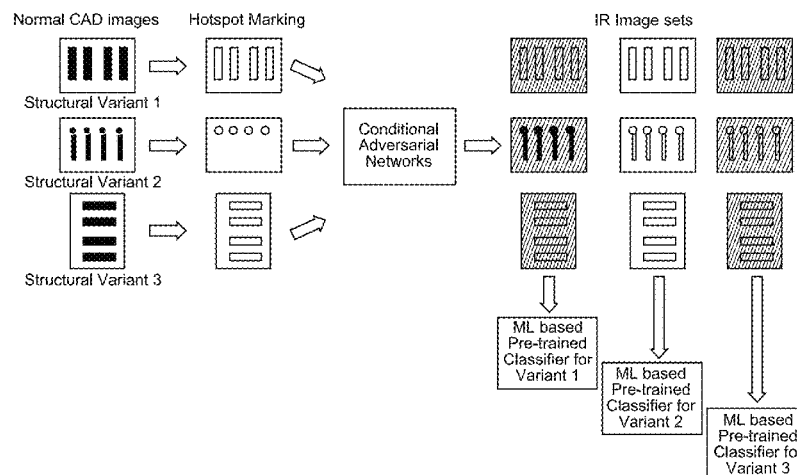 Normal CAD images
Hotspot Marking
IR Image sets
Structural Variant 1
Structural Variant 2
Structural Variant 3
Conditional
Adversarial
Networks
ML based
Pre-trained
Classifier for
Variant 1
ML based
Pre-trained
Classifier for
Variant 2
ML based
Pre-trained
Classifier fo
Variant 3